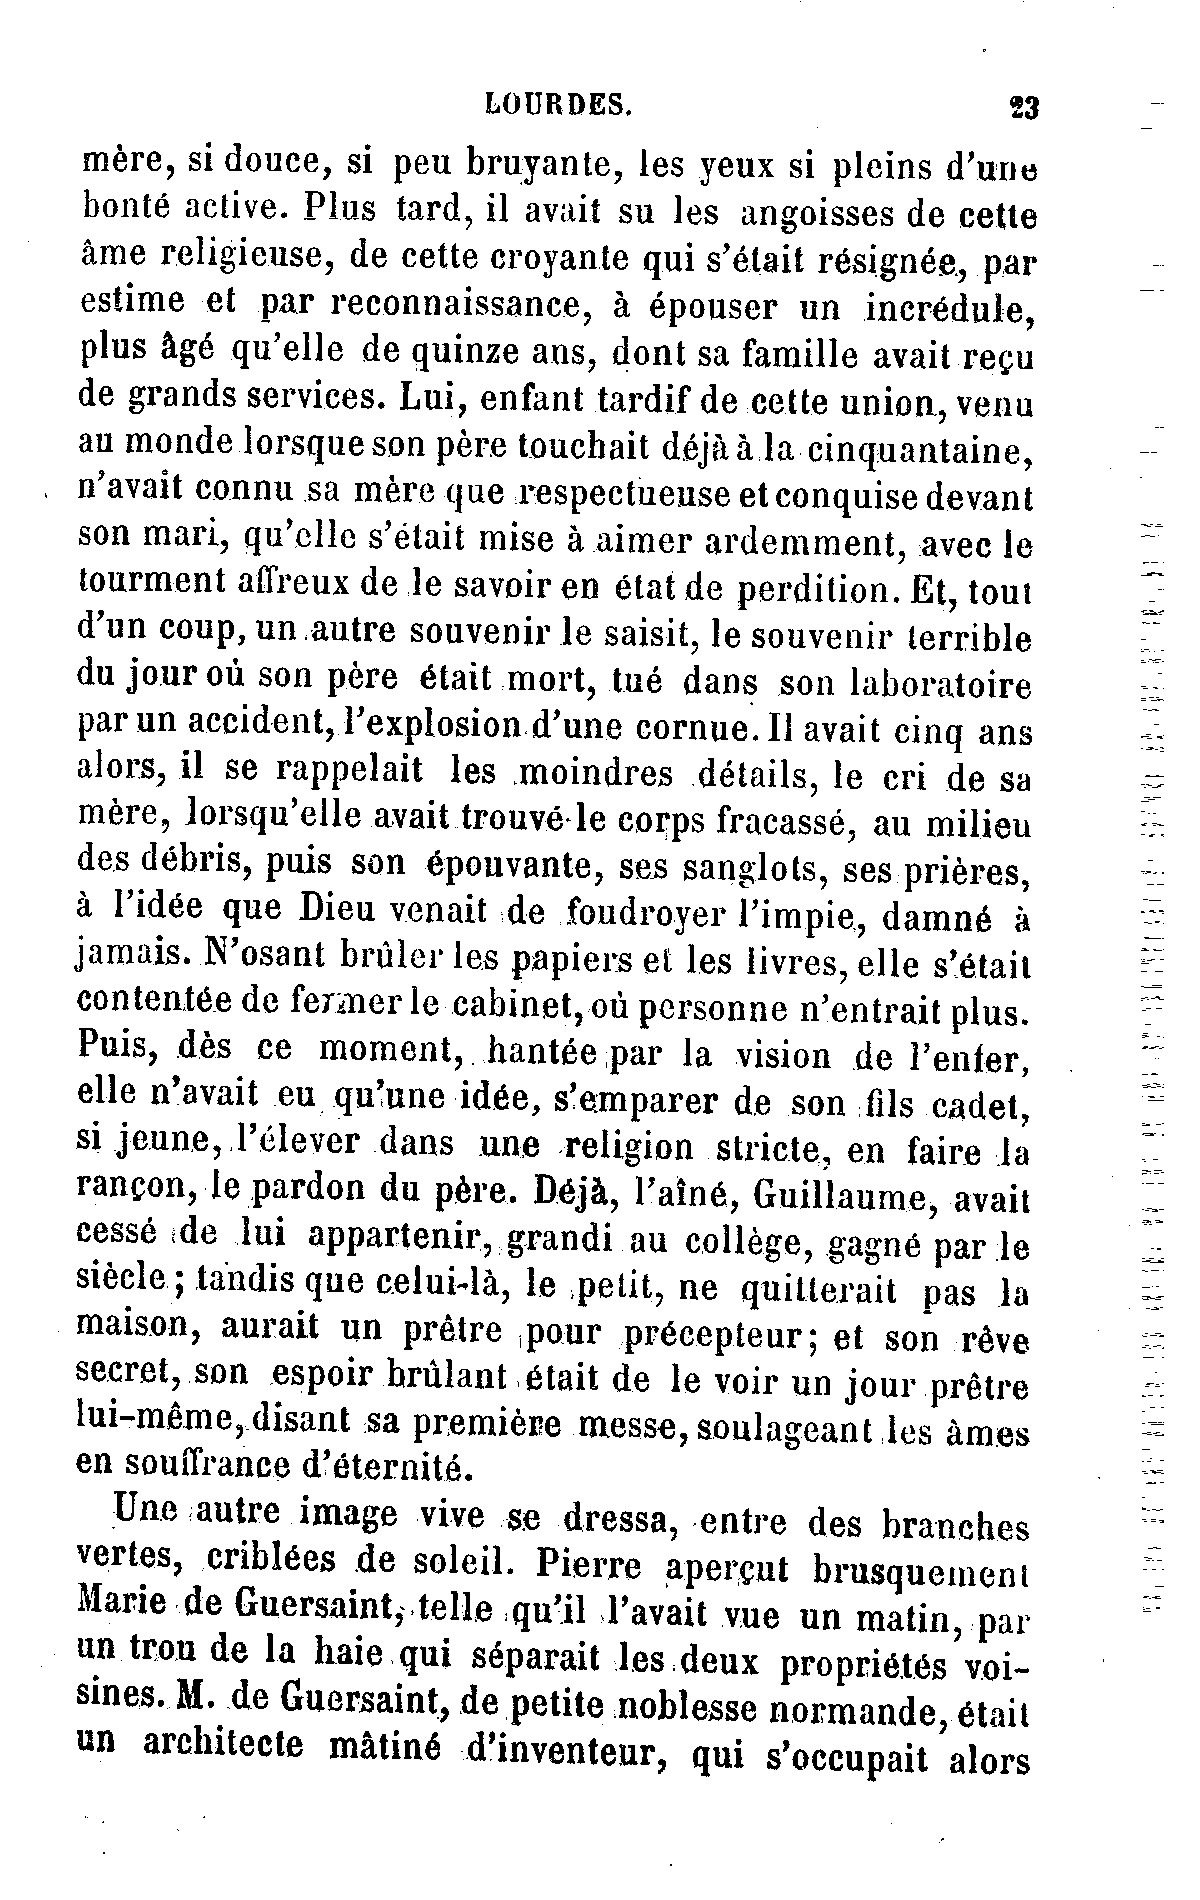 LOURDES. 23
mère, si douce, si peu bruyante, les yeux si pleins d'une
bonté active. Plus tard, il avait su les angoisses de cette
âme religieuse, de cette croyante qui s'était résignée, par
estime et par reconnaissance, à épouser un incrédule,
plus âgé qu'elle de quinze ans, dont sa famille avait reçu
de grands services. Lui, enfant tardif de cette union, venu
au monde lorsque son père touchait déjà à la cinquantaine,
n'avait connu sa mère que respectueuse et conquise devant
son mari, qu'elle s'était mise à aimer ardemment, avec le
tourment affreux de le savoir en état de perdition. Et, tout
d'un coup, un autre souvenir le saisit, le souvenir terrible
du jour où son père était mort, tué dans son laboratoire
par un accident, l'explosion d'une cornue. Il avait cinq ans
alors, il se rappelait les moindres détails, le cri de sa
mère, lorsqu'elle avait trouvé le corps fracassé, au milieu
des débris, puis son épouvante, ses sanglots, ses prières,
à l'idée que Dieu venait de foudroyer l'impie, damné à
jamais. N'osant brûler les papiers et les livres, elle s'était
contentée de fermer le cabinet, où personne n'entrait plus.
Puis, dès ce moment, hantée par la vision de l'enfer,
elle n'avait eu qu'une idée, s'emparer de son fils cadet,
si jeune, l'élever dans une religion stricte, en faire la
rançon, le pardon du père. Déjà, l'aîné, Guillaume, avait
cessé de lui appartenir, grandi au collège, gagné par le
siècle ; tandis que celui-là, le petit, ne quitterait pas la
maison, aurait un prêtre pour précepteur; et son rêve
secret, son espoir brûlant était de le voir un jour prêtre
lui-même, disant sa première messe, soulageant les âmes
en souffrance d'éternité.
Une autre image vive se dressa, entre des branches
vertes, criblées de soleil. Pierre aperçut brusquement
Marie de Guersaint, telle qu'il l'avait vue un matin, par
un trou de la haie qui séparait les deux propriétés voi-
sines. M. de Guersaint, de petite noblesse normande, était
un architecte mâtiné d'inventeur, qui s'occupait alors